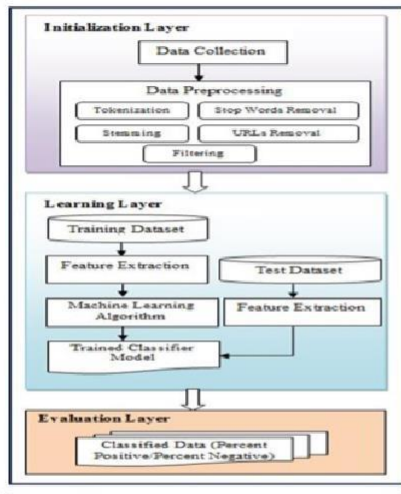 Initialization Layer
Data Collection
Data Preprocessing
Tokenization
Stop Words Removal
Stemming
URLs Removal
Filtering
Learning Layer
Training Dataset
Feature Extraction
Test Dataset
Machine Learning
Algorithm
Feature Extraction
Trained Classifier
Model
Evaluation Layer
Classified Data (Percent
Positive/Percent Negative)